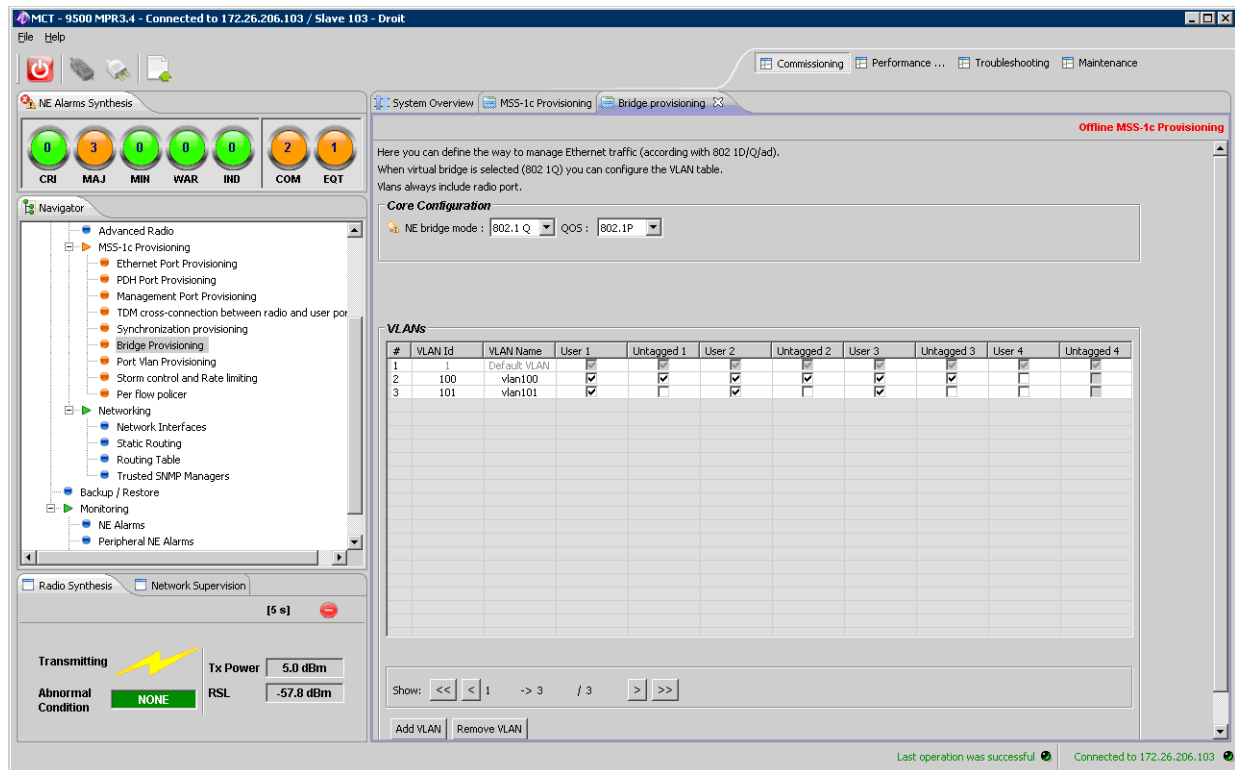 MCT - 9500 MPR3.4 - Connected to 172.26.206.103 / Slave 103 - Droit
File Help
Commissioning Performance ... Troubleshooting Maintenance
NE Alarms Synthesis
0 3 0 0 0 2 1
CRI MAJ MIN WAR IND COM EQT
Navigator
Advanced Radio
MSS-1c Provisioning
Ethernet Port Provisioning
PDH Port Provisioning
Management Port Provisioning
TDM cross-connection between radio and user por
Synchronization provisioning
Bridge Provisioning
Port Vlan Provisioning
Storm control and Rate limiting
Per flow policer
Networking
Network Interfaces
Static Routing
Routing Table
Trusted SNMP Managers
Backup / Restore
Monitoring
NE Alarms
Peripheral NE Alarms
Radio Synthesis Network Supervision
[5 s]
Transmitting
Tx Power 5.0 dBm
Abnormal Condition NONE
RSL -57.8 dBm
System Overview MSS-1c Provisioning Bridge provisioning
Offline MSS-1c Provisioning
Here you can define the way to manage Ethernet traffic (according with 802 1D/Q/ad).
When virtual bridge is selected (802 1Q) you can configure the VLAN table.
Vlans always include radio port.
Core Configuration
NE bridge mode : 802.1 Q QOS : 802.1P
VLANs
# VLAN Id VLAN Name User 1 Untagged 1 User 2 Untagged 2 User 3 Untagged 3 User 4 Untagged 4
1 1 Default VLAN
2 100 vlan100
3 101 vlan101
Show: << < 1 -> 3 / 3 > >>
Add VLAN Remove VLAN
Last operation was successful Connected to 172.26.206.103